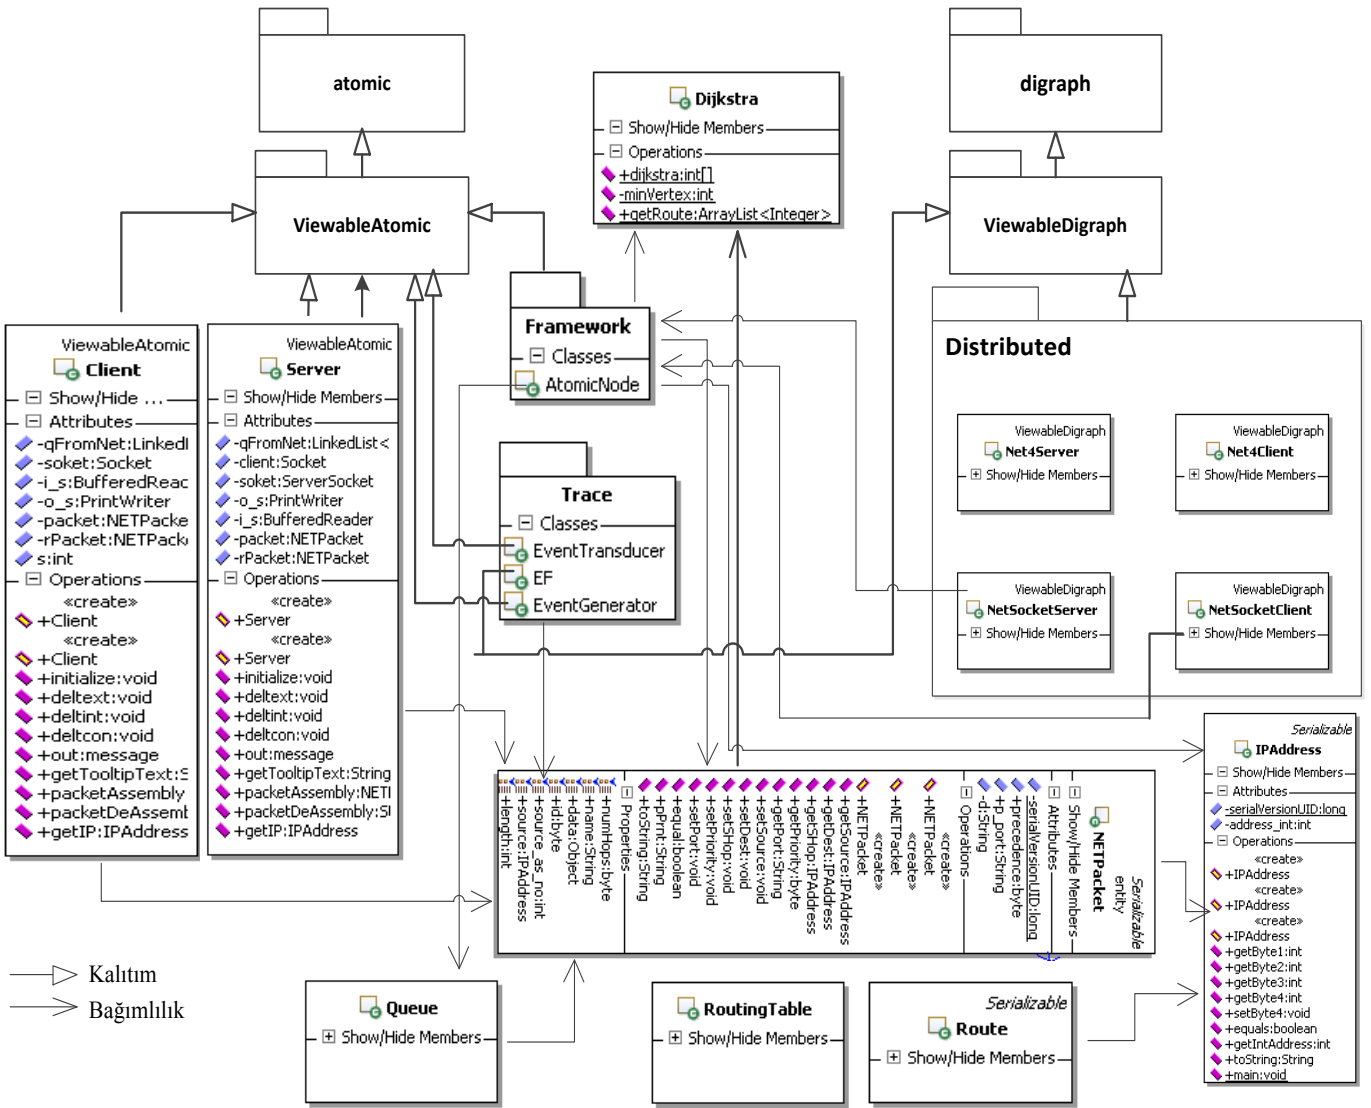 atomic
digraph
Dijkstra
Show/Hide Members
Operations
+dijkstra:int[]
-minVertex:int
+getRoute:ArrayList<Integer>
ViewableAtomic
ViewableDigraph
ViewableAtomic
Client
Show/Hide ...
Attributes
-qFromNet:LinkedI
-soket:Socket
-i_s:BufferedReac
-o_s:PrintWriter
-packet:NETPacke
-rPacket:NETPack
s:int
Operations
«create»
+Client
«create»
+Client
+initialize:void
+deltext:void
+deltint:void
+deltcon:void
+out:message
+getTooltipText:S
+packetAssembly
+packetDeAssembl
+getIP:IPAddress
ViewableAtomic
Server
Show/Hide Members
Attributes
-qFromNet:LinkedList<
-client:Socket
-soket:ServerSocket
-o_s:PrintWriter
-i_s:BufferedReader
-packet:NETPacket
-rPacket:NETPacket
Operations
«create»
+Server
«create»
+Server
+initialize:void
+deltext:void
+deltint:void
+deltcon:void
+out:message
+getTooltipText:String
+packetAssembly:NETI
+packetDeAssembly:SI
+getIP:IPAddress
Framework
Classes
AtomicNode
Trace
Classes
EventTransducer
EF
EventGenerator
Distributed
ViewableDigraph
Net4Server
Show/Hide Members
ViewableDigraph
Net4Client
Show/Hide Members
ViewableDigraph
NetSocketServer
Show/Hide Members
ViewableDigraph
NetSocketClient
Show/Hide Members
Serializable
entity
NETPacket
Show/Hide Members
Attributes
-serialVersionUID:long
+precedence:byte
+p_port:String
-d:String
Operations
«create»
+NETPacket
«create»
+NETPacket
«create»
+NETPacket
+getSource:IPAddress
+getDest:IPAddress
+getSHop:IPAddress
+getPriority:byte
+getPort:String
+setSource:void
+setDest:void
+setSHop:void
+setPriority:void
+setPort:void
+equal:boolean
+pPrnt:String
+toString:String
Properties
+numHops:byte
+name:String
+data:Object
+id:byte
+source_as_no:int
+source:IPAddress
+length:int
Serializable
IPAddress
Show/Hide Members
Attributes
-serialVersionUID:long
-address_int:int
Operations
«create»
+IPAddress
«create»
+IPAddress
«create»
+IPAddress
+getByte1:int
+getByte2:int
+getByte3:int
+getByte4:int
+setByte4:void
+equals:boolean
+getIntAddress:int
+toString:String
+main:void
Kalıtım
Bağımlılık
Queue
Show/Hide Members
RoutingTable
Show/Hide Members
Serializable
Route
Show/Hide Members